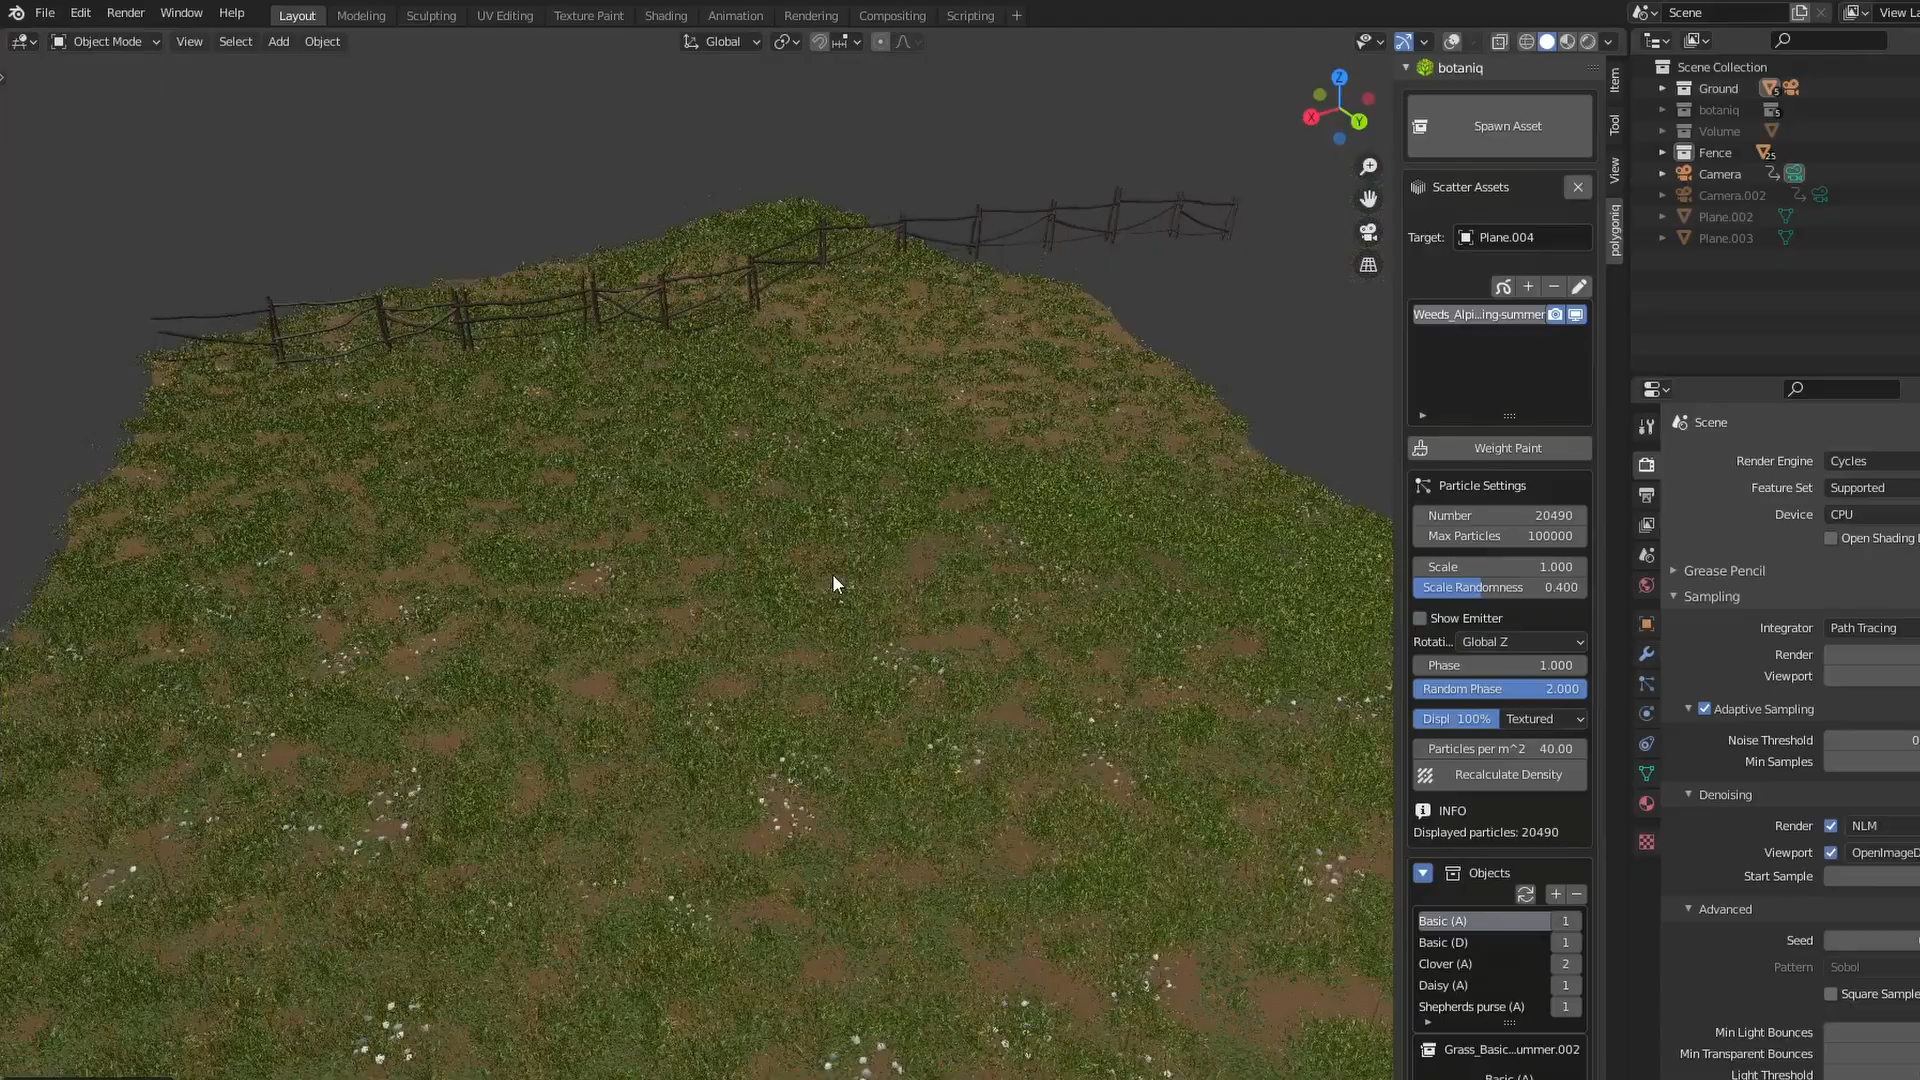 File Edit Render Window Help Layout Modeling Sculpting UV Editing Texture Paint Shading Animation Rendering Compositing Scripting + Scene View La
Object Mode View Select Add Object Global
botaniq
Spawn Asset
Scatter Assets
Target: Plane.004
Weeds_Alpi...ing-summer
Weight Paint
Particle Settings
Number 20490
Max Particles 100000
Scale 1.000
Scale Randomness 0.400
Show Emitter
Rotati... Global Z
Phase 1.000
Random Phase 2.000
Displ 100% Textured
Particles per m^2 40.00
Recalculate Density
INFO
Displayed particles: 20490
Objects
Basic (A) 1
Basic (D) 1
Clover (A) 2
Daisy (A) 1
Shepherds purse (A) 1
Grass_Basic...ummer.002
Basic (A)
Item
Tool
View
polygoniq
Z
X
Y
Scene Collection
Ground 5
botaniq 5
Volume
Fence 25
Camera
Camera.002
Plane.002
Plane.003
Scene
Render Engine Cycles
Feature Set Supported
Device CPU
Open Shading L
Grease Pencil
Sampling
Integrator Path Tracing
Render
Viewport
Adaptive Sampling
Noise Threshold 0
Min Samples
Denoising
Render NLM
Viewport OpenImageD
Start Sample
Advanced
Seed
Pattern Sobol
Square Sample
Min Light Bounces
Min Transparent Bounces
Light Threshold